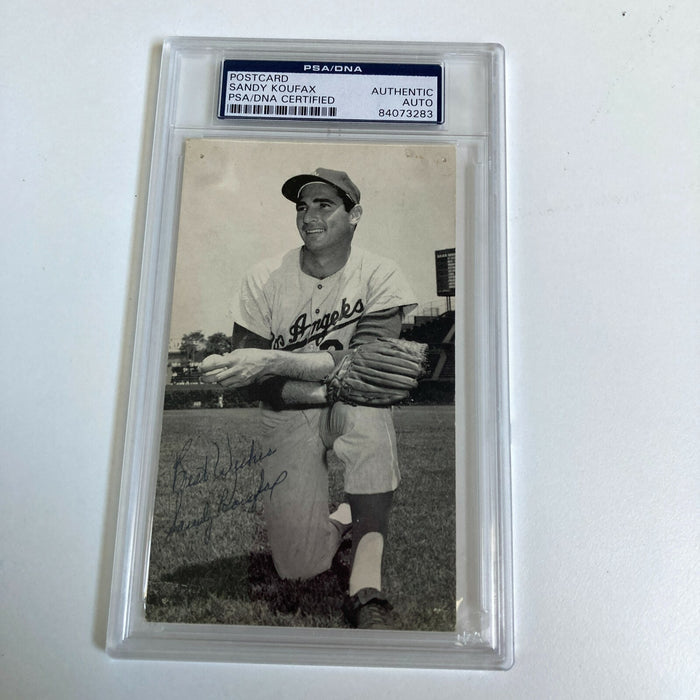 PSA/DNA
POSTCARD
SANDY KOUFAX
PSA/DNA CERTIFIED
AUTHENTIC
AUTO
84073283
Los Angeles
Best Wishes
Sandy Koufax